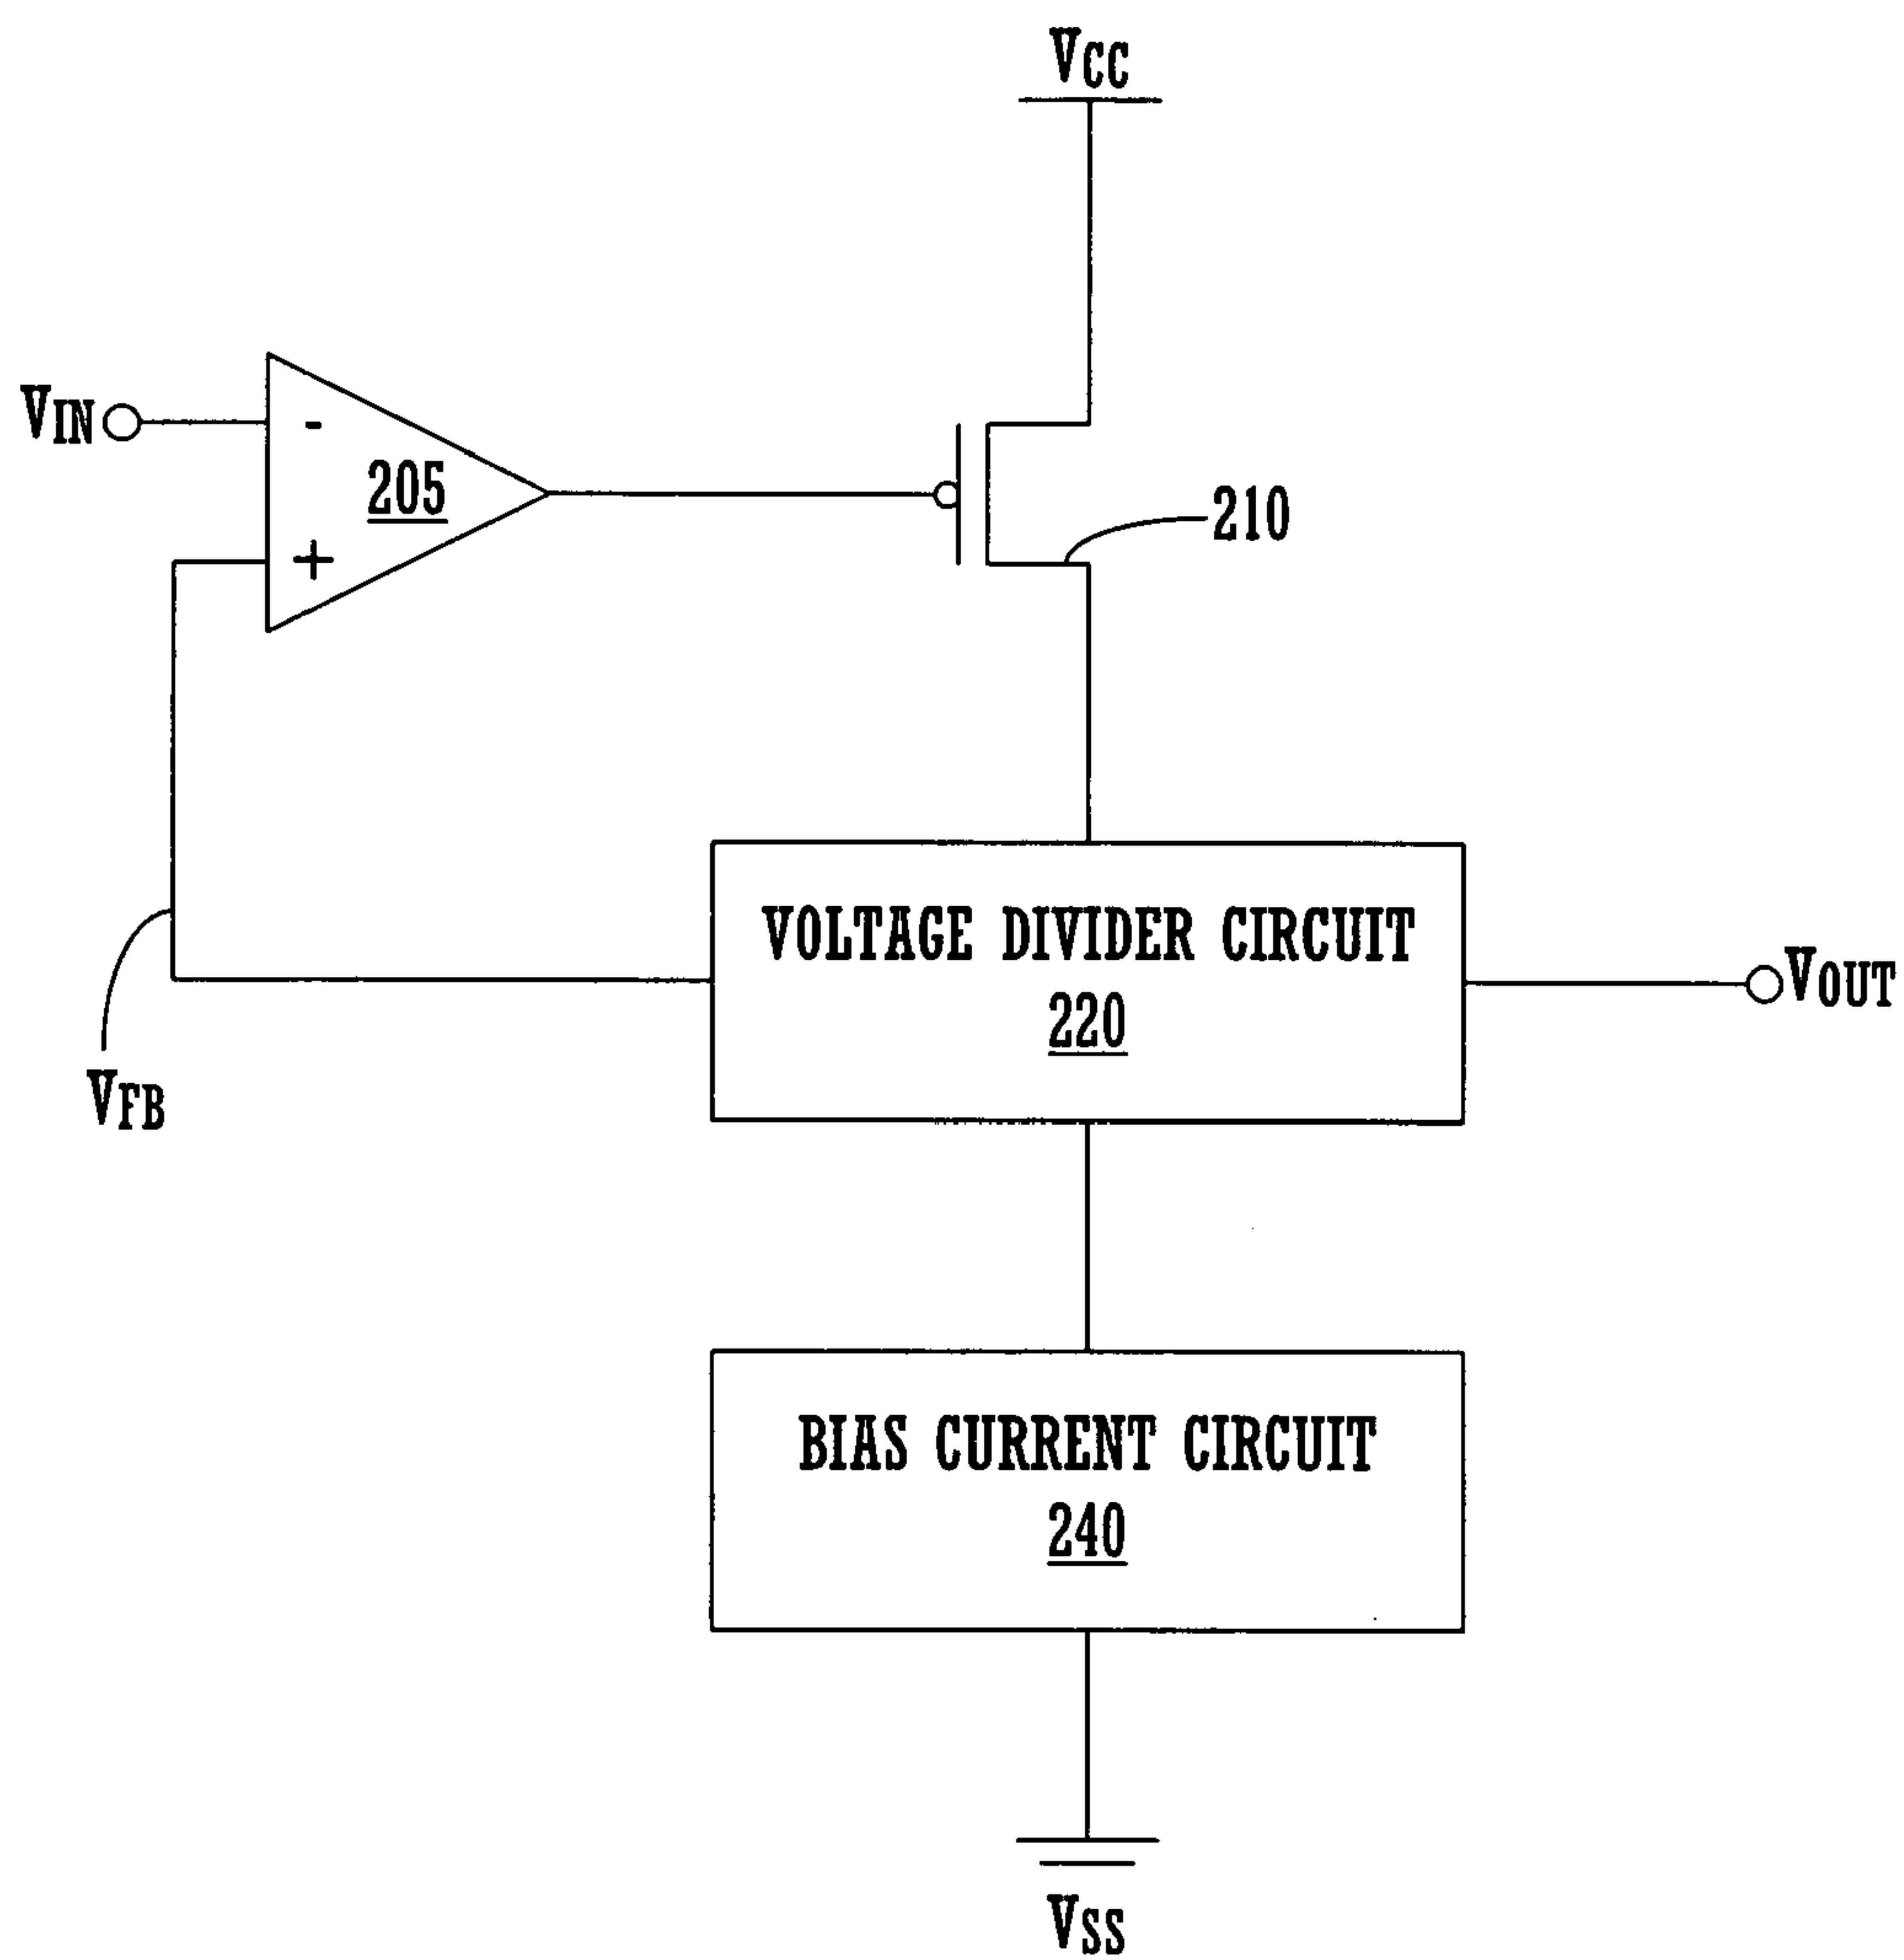 VCC
VIN
-
205
+
210
VOLTAGE DIVIDER CIRCUIT
220
VOUT
VFB
BIAS CURRENT CIRCUIT
240
VSS